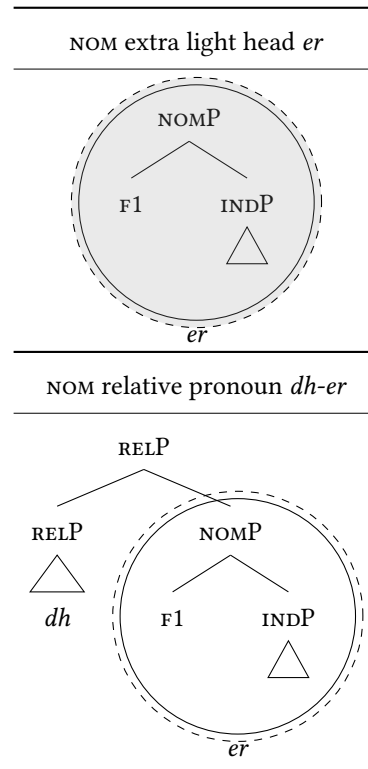 NOM extra light head er
NOMP
F1 INDP
er
NOM relative pronoun dh-er
RELP
RELP NOMP
dh F1 INDP
er